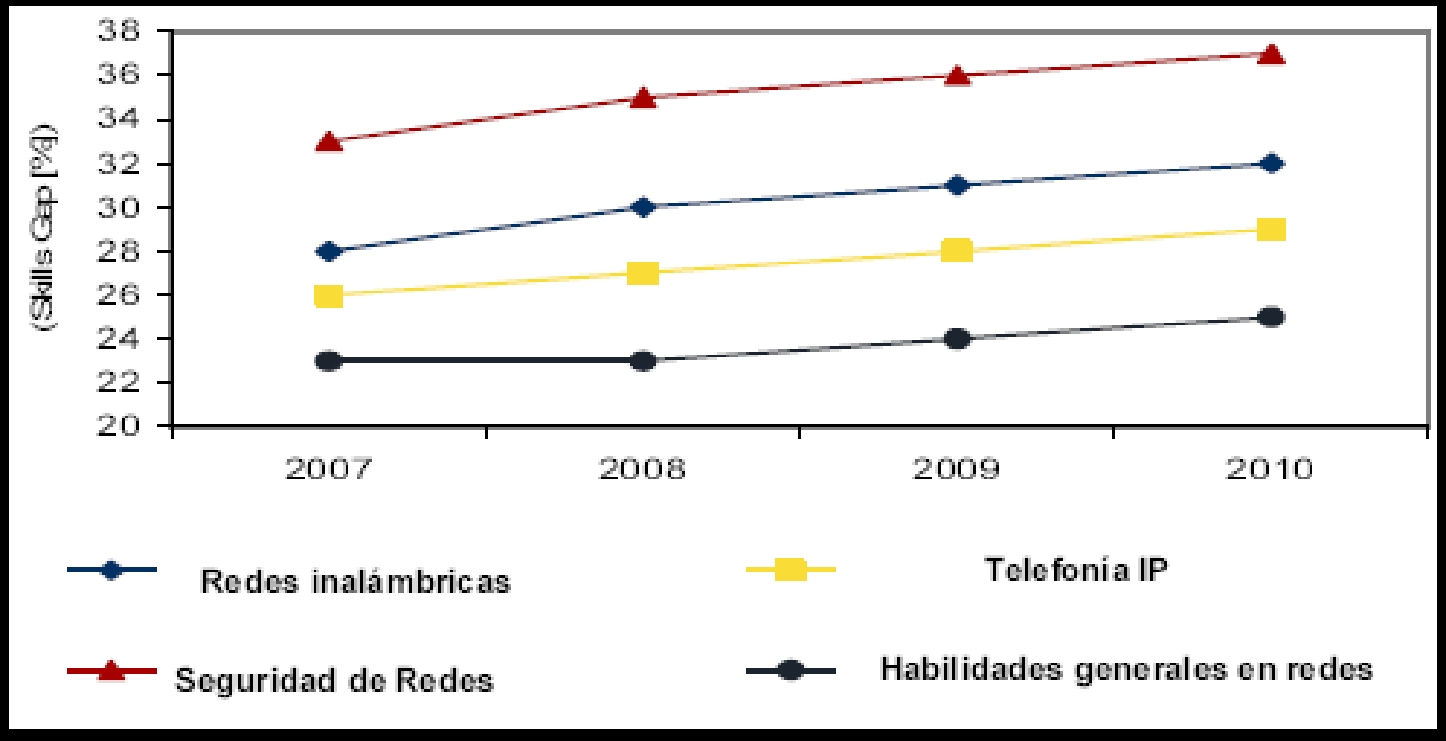 38
36
34
32
30
28
26
24
22
20
(Skills Gap [%])
2007 2008 2009 2010
Redes inalámbricas
Telefonía IP
Seguridad de Redes
Habilidades generales en redes